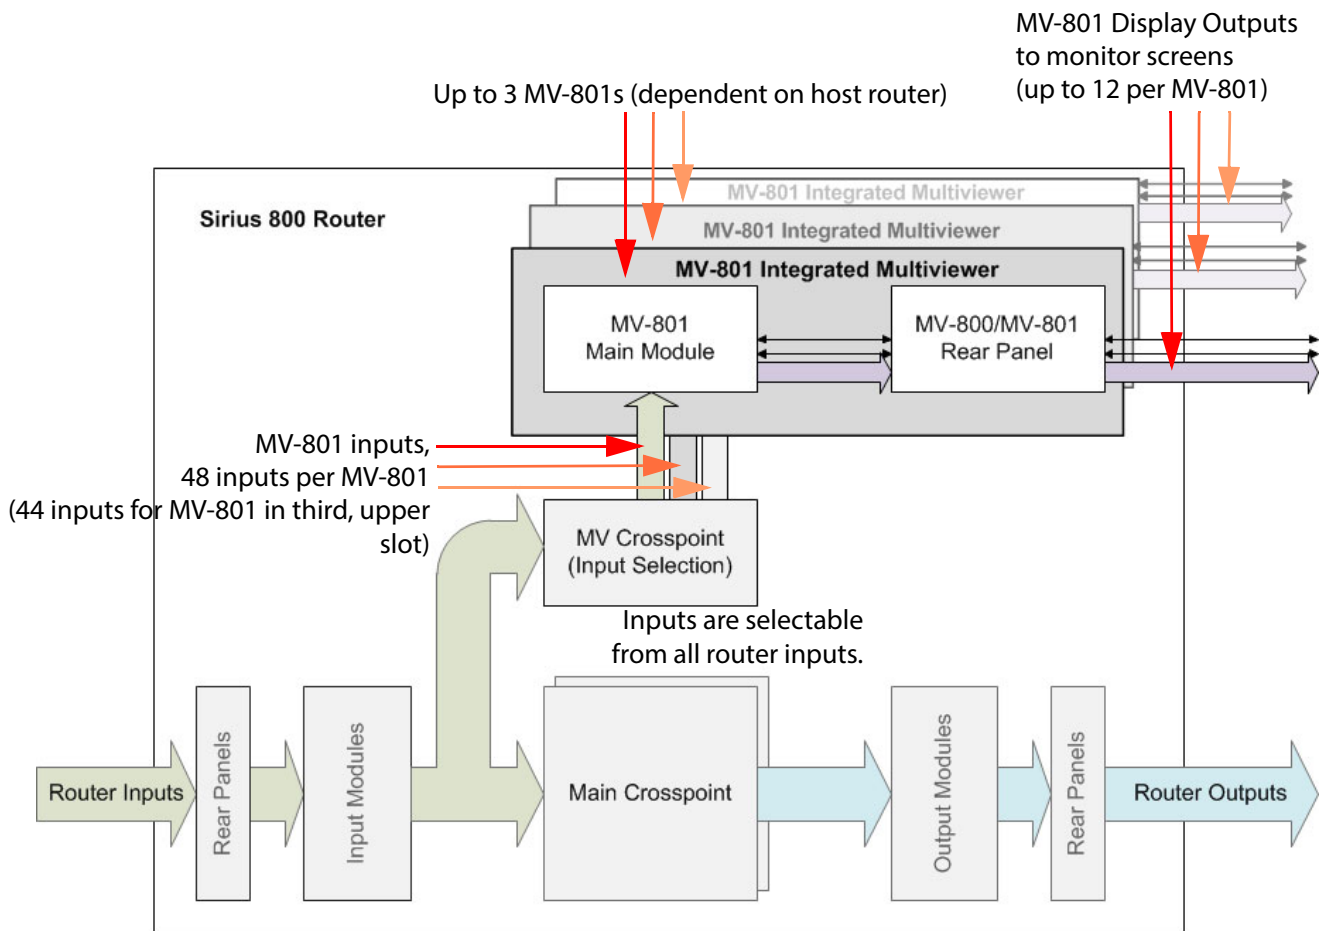 MV-801 Display Outputs
to monitor screens
(up to 12 per MV-801)
Up to 3 MV-801s (dependent on host router)
Sirius 800 Router
MV-801 Integrated Multiviewer
MV-801 Integrated Multiviewer
MV-801 Integrated Multiviewer
MV-801
Main Module
MV-800/MV-801
Rear Panel
MV-801 inputs,
48 inputs per MV-801
(44 inputs for MV-801 in third, upper
slot)
MV Crosspoint
(Input Selection)
Inputs are selectable
from all router inputs.
Router Inputs
Rear Panels
Input Modules
Main Crosspoint
Output Modules
Rear Panels
Router Outputs